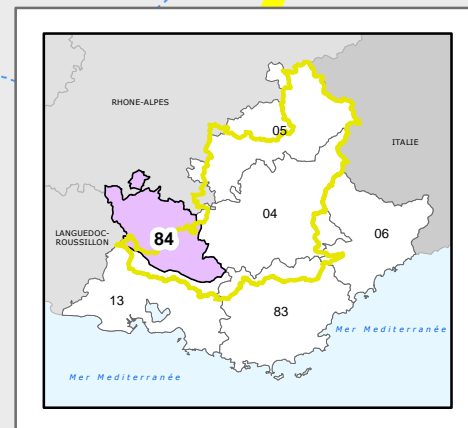 RHONE-ALPES
05
ITALIE
04
LANGUEDOC-
ROUSSILLON
84
06
13
83
Mer Mediterranée
Mer Mediterranée